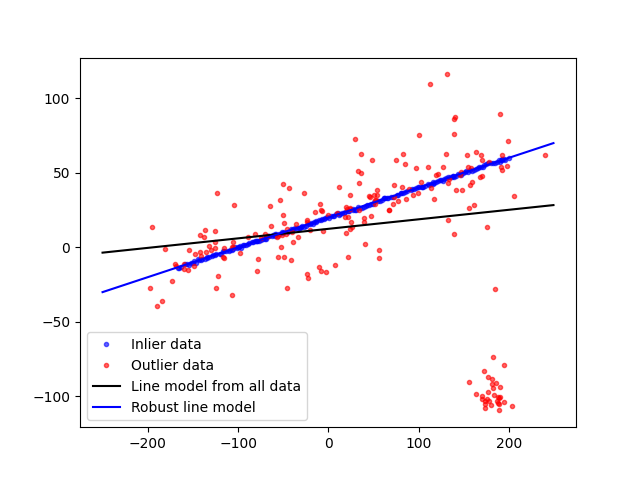 100
50
0
−50
−100
Inlier data
Outlier data
Line model from all data
Robust line model
−200 −100 0 100 200